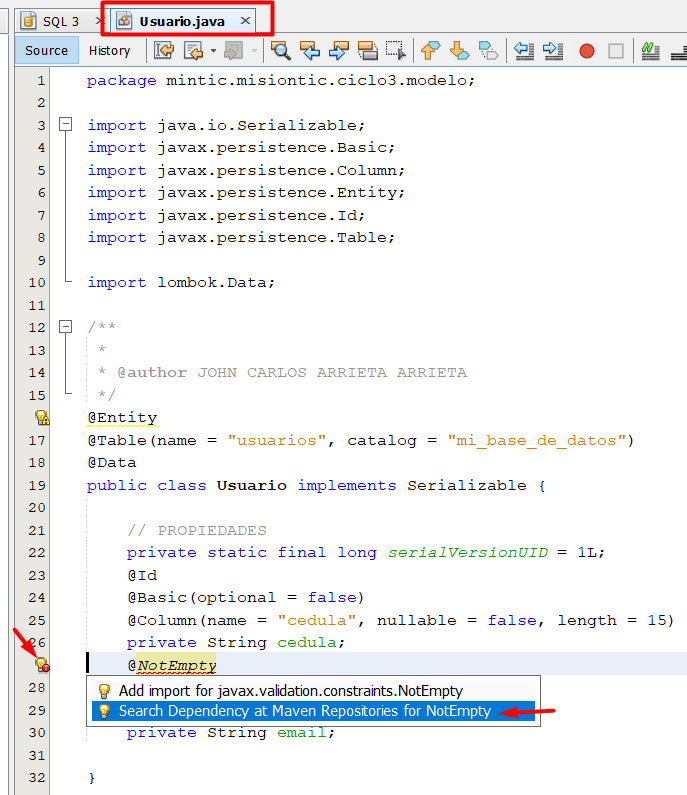 SQL 3 Usuario.java
Source History
1 package mintic.misiontic.ciclo3.modelo;
2
3 import java.io.Serializable;
4 import javax.persistence.Basic;
5 import javax.persistence.Column;
6 import javax.persistence.Entity;
7 import javax.persistence.Id;
8 import javax.persistence.Table;
9
10 import lombok.Data;
11
12 /**
13 *
14 * @author JOHN CARLOS ARRIETA ARRIETA
15 */
@Entity
17 @Table(name = "usuarios", catalog = "mi_base_de_datos")
18 @Data
19 public class Usuario implements Serializable {
20
21 // PROPIEDADES
22 private static final long serialVersionUID = 1L;
23 @Id
24 @Basic(optional = false)
25 @Column(name = "cedula", nullable = false, length = 15)
26 private String cedula;
@NotEmpty
28 Add import for javax.validation.constraints.NotEmpty
29 Search Dependency at Maven Repositories for NotEmpty
30 private String email;
31
32 }